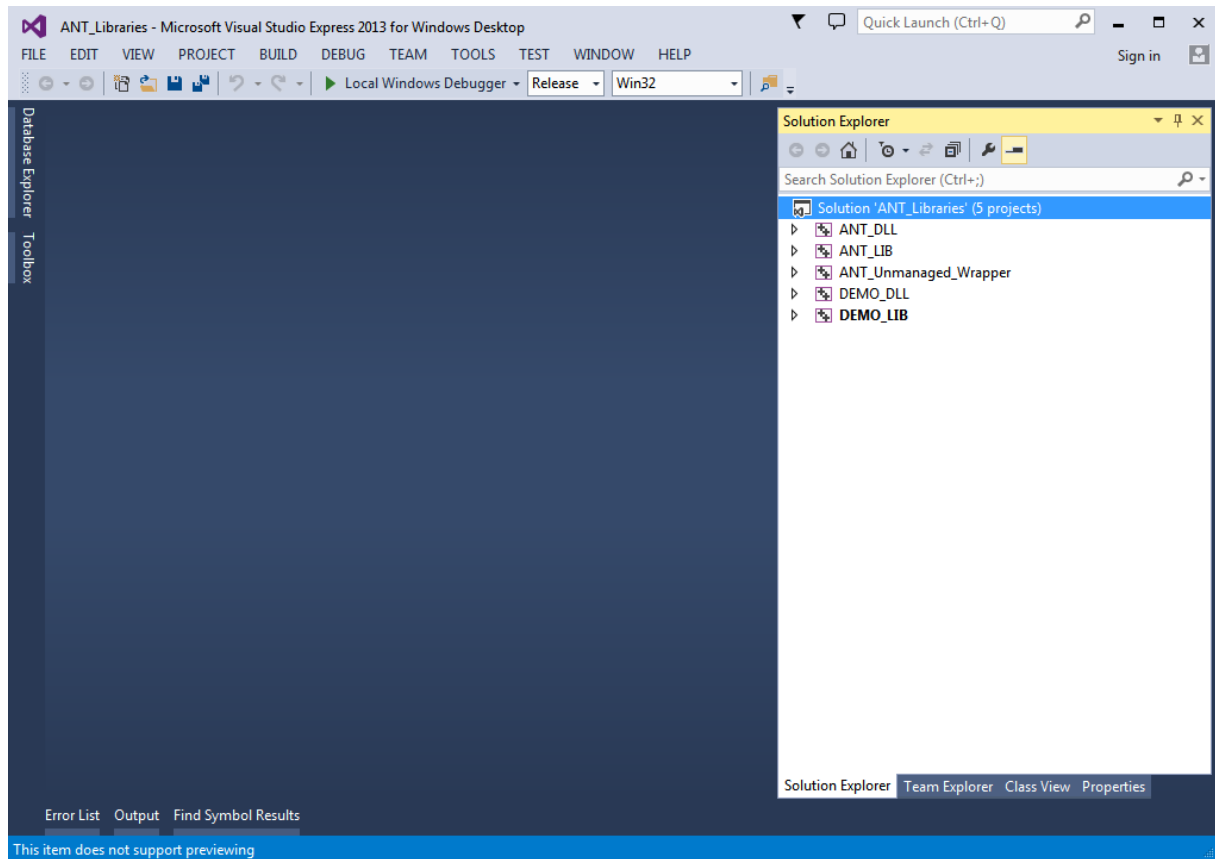 ANT_Libraries - Microsoft Visual Studio Express 2013 for Windows Desktop
Quick Launch (Ctrl+Q)
FILE EDIT VIEW PROJECT BUILD DEBUG TEAM TOOLS TEST WINDOW HELP
Sign in
Local Windows Debugger Release Win32
Database Explorer
Toolbox
Solution Explorer
Search Solution Explorer (Ctrl+;)
Solution 'ANT_Libraries' (5 projects)
ANT_DLL
ANT_LIB
ANT_Unmanaged_Wrapper
DEMO_DLL
DEMO_LIB
Solution Explorer Team Explorer Class View Properties
Error List Output Find Symbol Results
This item does not support previewing